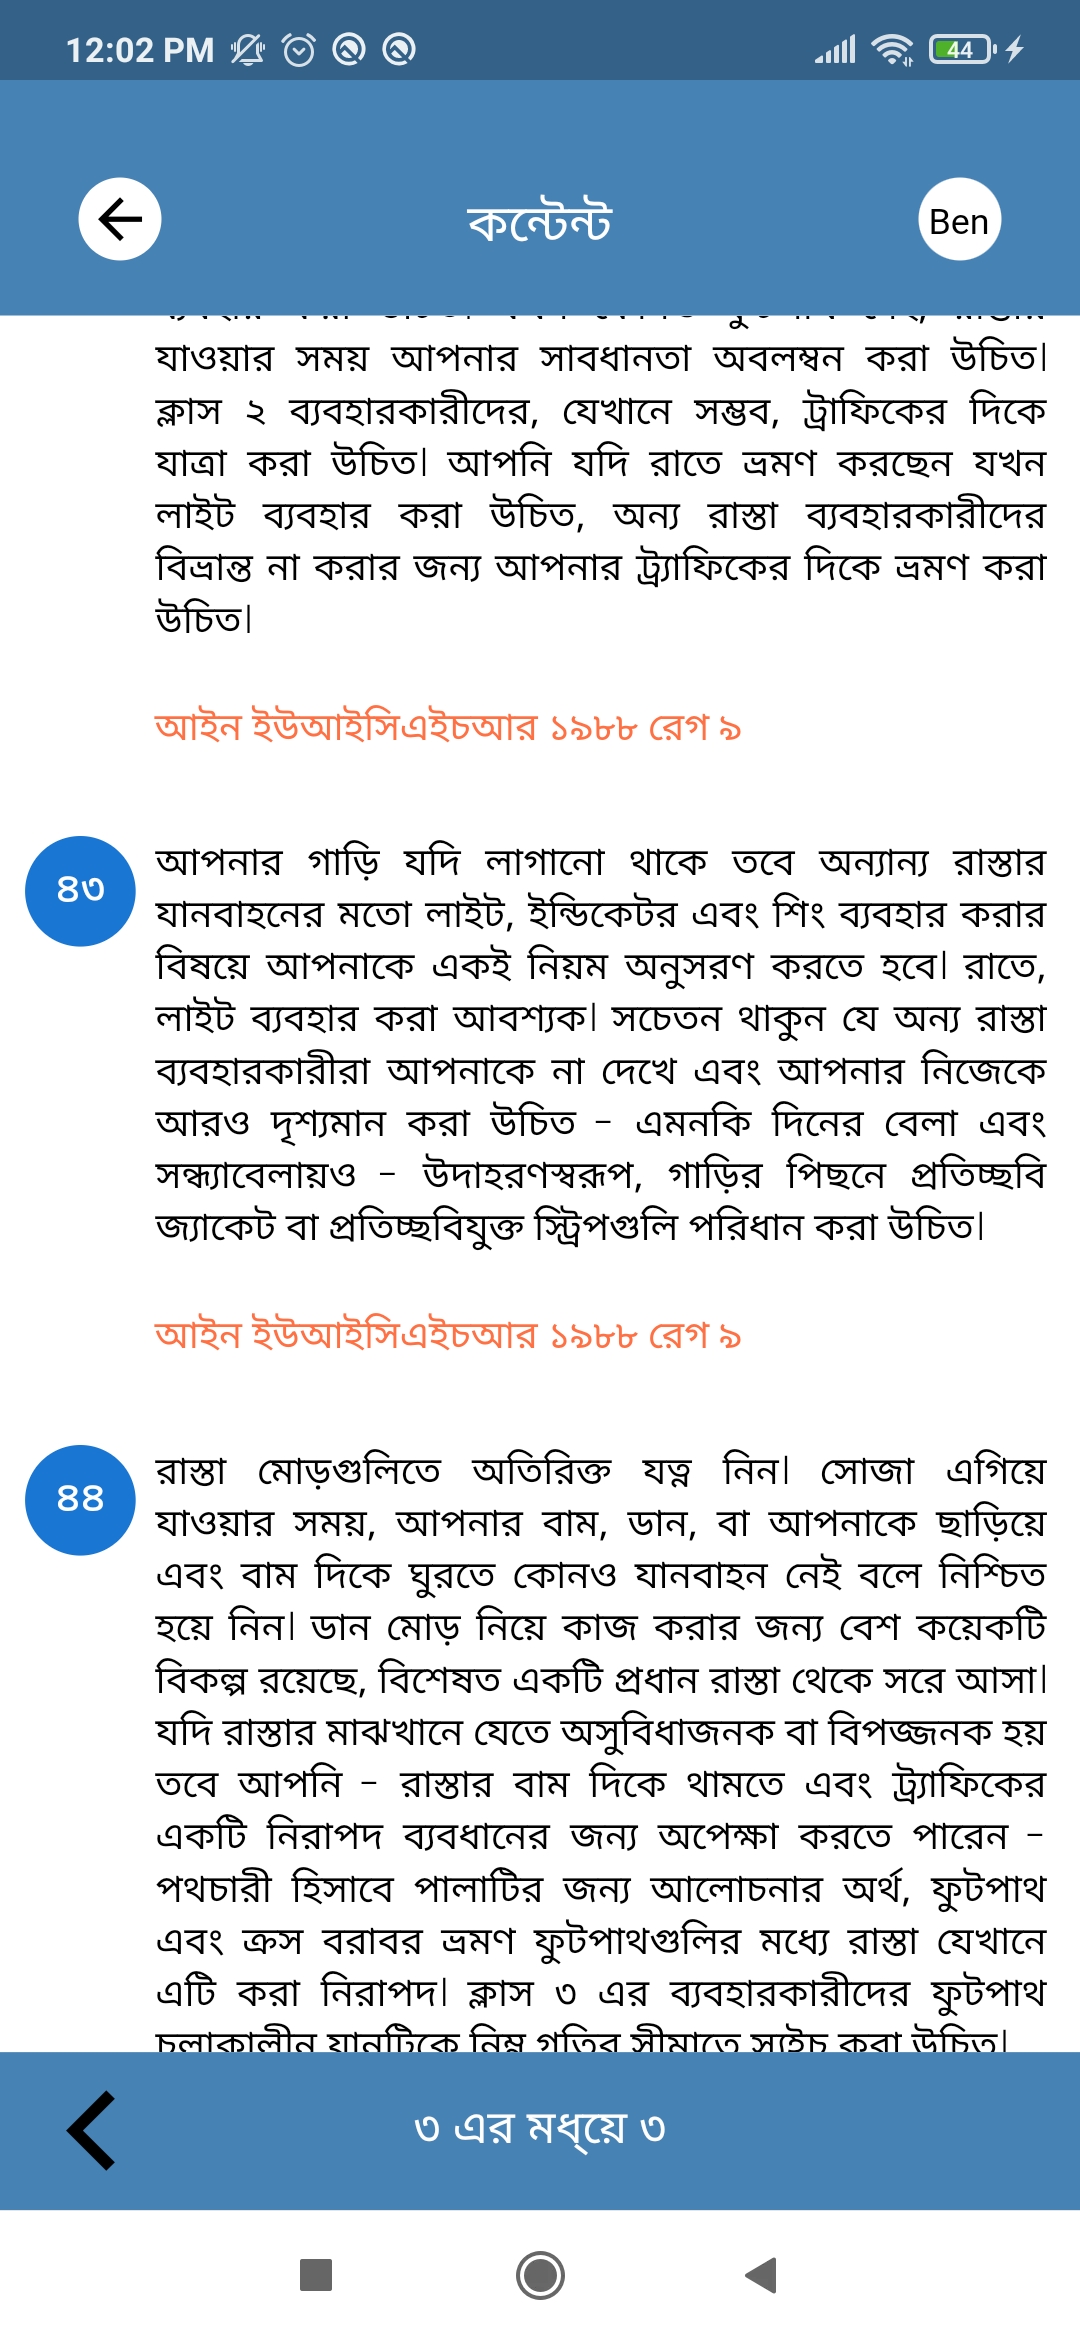 12:02 PM
44
কন্টেন্ট
Ben
যাওয়ার সময় আপনার সাবধানতা অবলম্বন করা উচিত।
ক্লাস ২ ব্যবহারকারীদের, যেখানে সম্ভব, ট্রাফিকের দিকে
যাত্রা করা উচিত। আপনি যদি রাতে ভ্রমণ করছেন যখন
লাইট ব্যবহার করা উচিত, অন্য রাস্তা ব্যবহারকারীদের
বিভ্রান্ত না করার জন্য আপনার ট্র্যাফিকের দিকে ভ্রমণ করা
উচিত।
আইন ইউআইসিএইচআর ১৯৮৮ রেগ ৯
৪৩
আপনার গাড়ি যদি লাগানো থাকে তবে অন্যান্য রাস্তার
যানবাহনের মতো লাইট, ইন্ডিকেটর এবং শিং ব্যবহার করার
বিষয়ে আপনাকে একই নিয়ম অনুসরণ করতে হবে। রাতে,
লাইট ব্যবহার করা আবশ্যক। সচেতন থাকুন যে অন্য রাস্তা
ব্যবহারকারীরা আপনাকে না দেখে এবং আপনার নিজেকে
আরও দৃশ্যমান করা উচিত – এমনকি দিনের বেলা এবং
সন্ধ্যাবেলায়ও – উদাহরণস্বরূপ, গাড়ির পিছনে প্রতিচ্ছবি
জ্যাকেট বা প্রতিচ্ছবিযুক্ত স্ট্রিপগুলি পরিধান করা উচিত।
আইন ইউআইসিএইচআর ১৯৮৮ রেগ ৯
৪৪
রাস্তা মোড়গুলিতে অতিরিক্ত যত্ন নিন। সোজা এগিয়ে
যাওয়ার সময়, আপনার বাম, ডান, বা আপনাকে ছাড়িয়ে
এবং বাম দিকে ঘুরতে কোনও যানবাহন নেই বলে নিশ্চিত
হয়ে নিন। ডান মোড় নিয়ে কাজ করার জন্য বেশ কয়েকটি
বিকল্প রয়েছে, বিশেষত একটি প্রধান রাস্তা থেকে সরে আসা।
যদি রাস্তার মাঝখানে যেতে অসুবিধাজনক বা বিপজ্জনক হয়
তবে আপনি – রাস্তার বাম দিকে থামতে এবং ট্র্যাফিকের
একটি নিরাপদ ব্যবধানের জন্য অপেক্ষা করতে পারেন –
পথচারী হিসাবে পালাটির জন্য আলোচনার অর্থ, ফুটপাথ
এবং ক্রস বরাবর ভ্রমণ ফুটপাথগুলির মধ্যে রাস্তা যেখানে
এটি করা নিরাপদ। ক্লাস ৩ এর ব্যবহারকারীদের ফুটপাথ
চলাকালীন যানটিকে নিম্ন গতির সীমাতে স্যুইচ করা উচিত।
৩ এর মধ্য়ে ৩